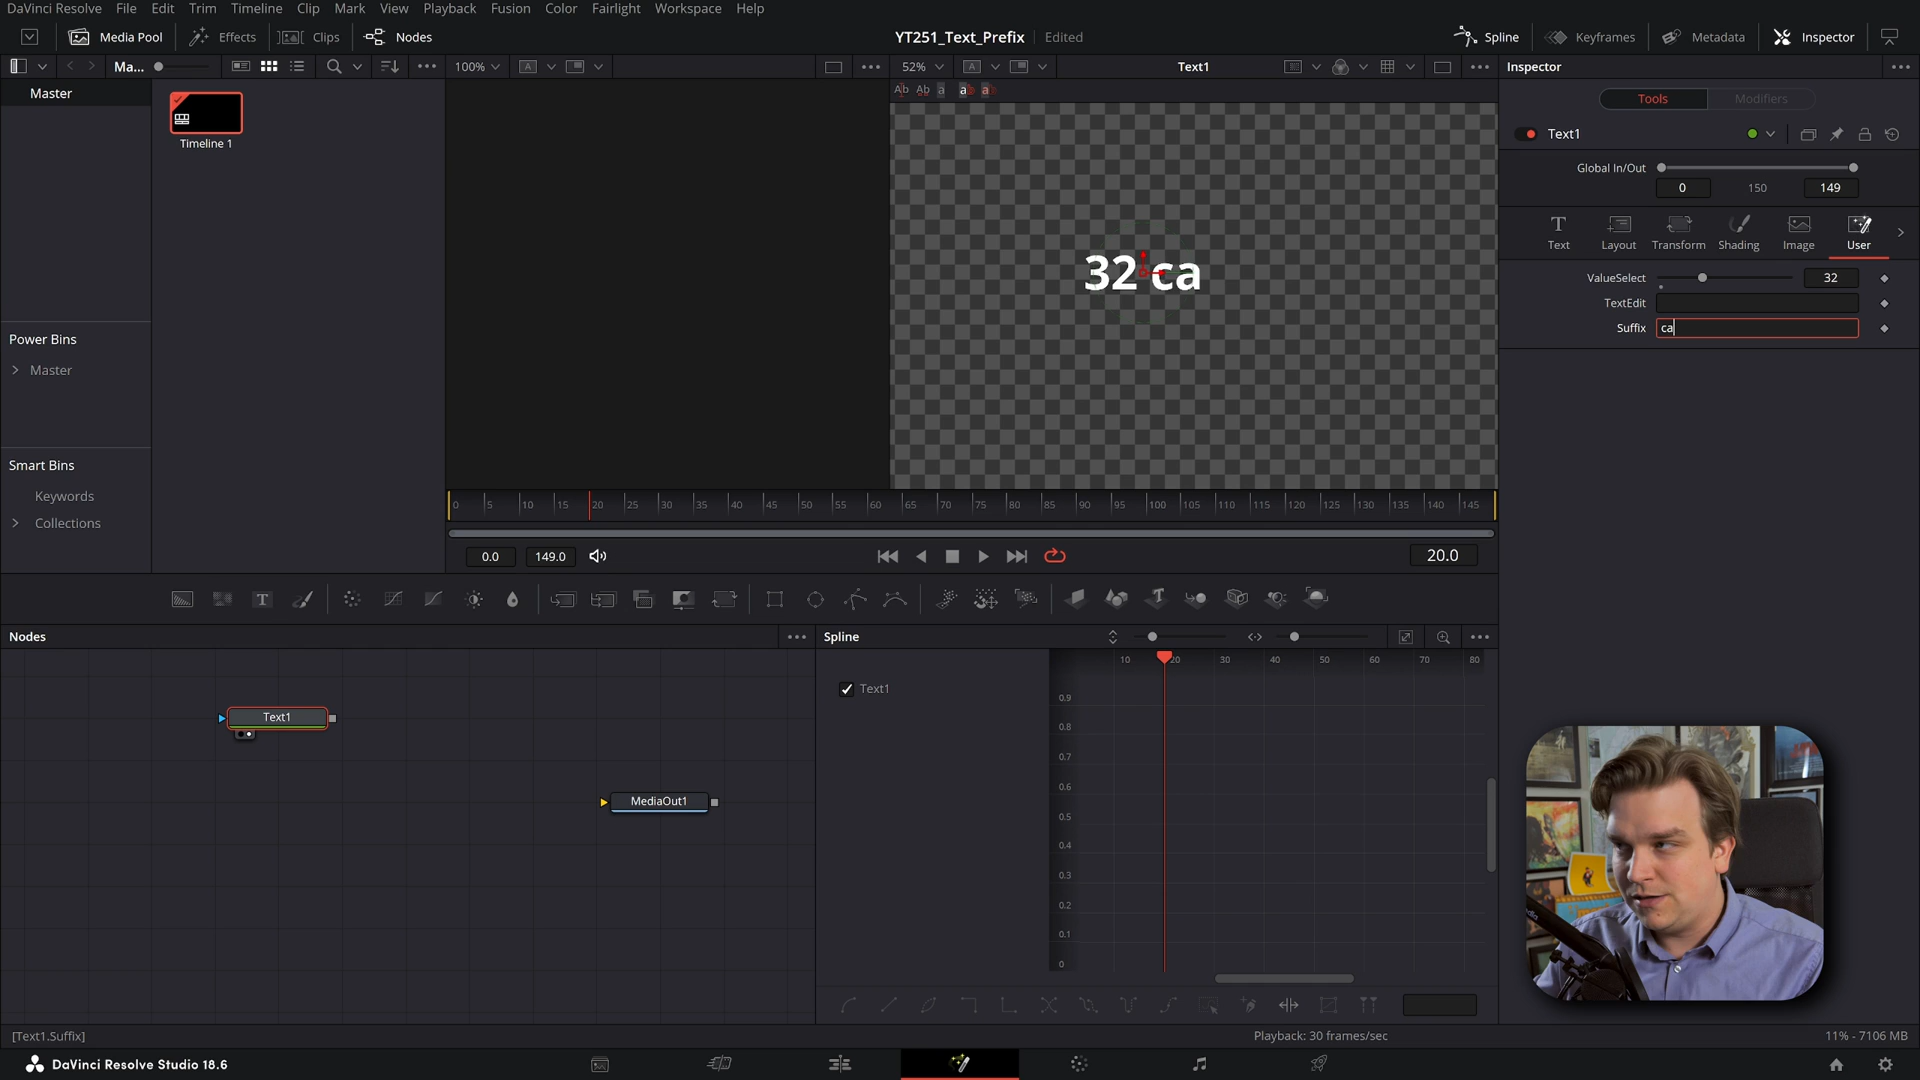 DaVinci Resolve File Edit Trim Timeline Clip Mark View Playback Fusion Color Fairlight Workspace Help
Media Pool Effects Clips Nodes YT251_Text_Prefix Edited Spline Keyframes Metadata Inspector
Ma... 100% 52% Text1 Inspector
Master
Timeline 1
Power Bins
Master
Smart Bins
Keywords
Collections
32 ca
Tools Modifiers
Text1
Global In/Out
0 150 149
Text Layout Transform Shading Image User
ValueSelect 32
TextEdit
Suffix ca
0 5 10 15 20 25 30 35 40 45 50 55 60 65 70 75 80 85 90 95 100 105 110 115 120 125 130 135 140 145
0.0 149.0 20.0
Nodes Spline
Text1
MediaOut1
Text1
10 20 30 40 50 60 70 80
0.9
0.8
0.7
0.6
0.5
0.4
0.3
0.2
0.1
0
[Text1.Suffix] Playback: 30 frames/sec 11% - 7106 MB
DaVinci Resolve Studio 18.6